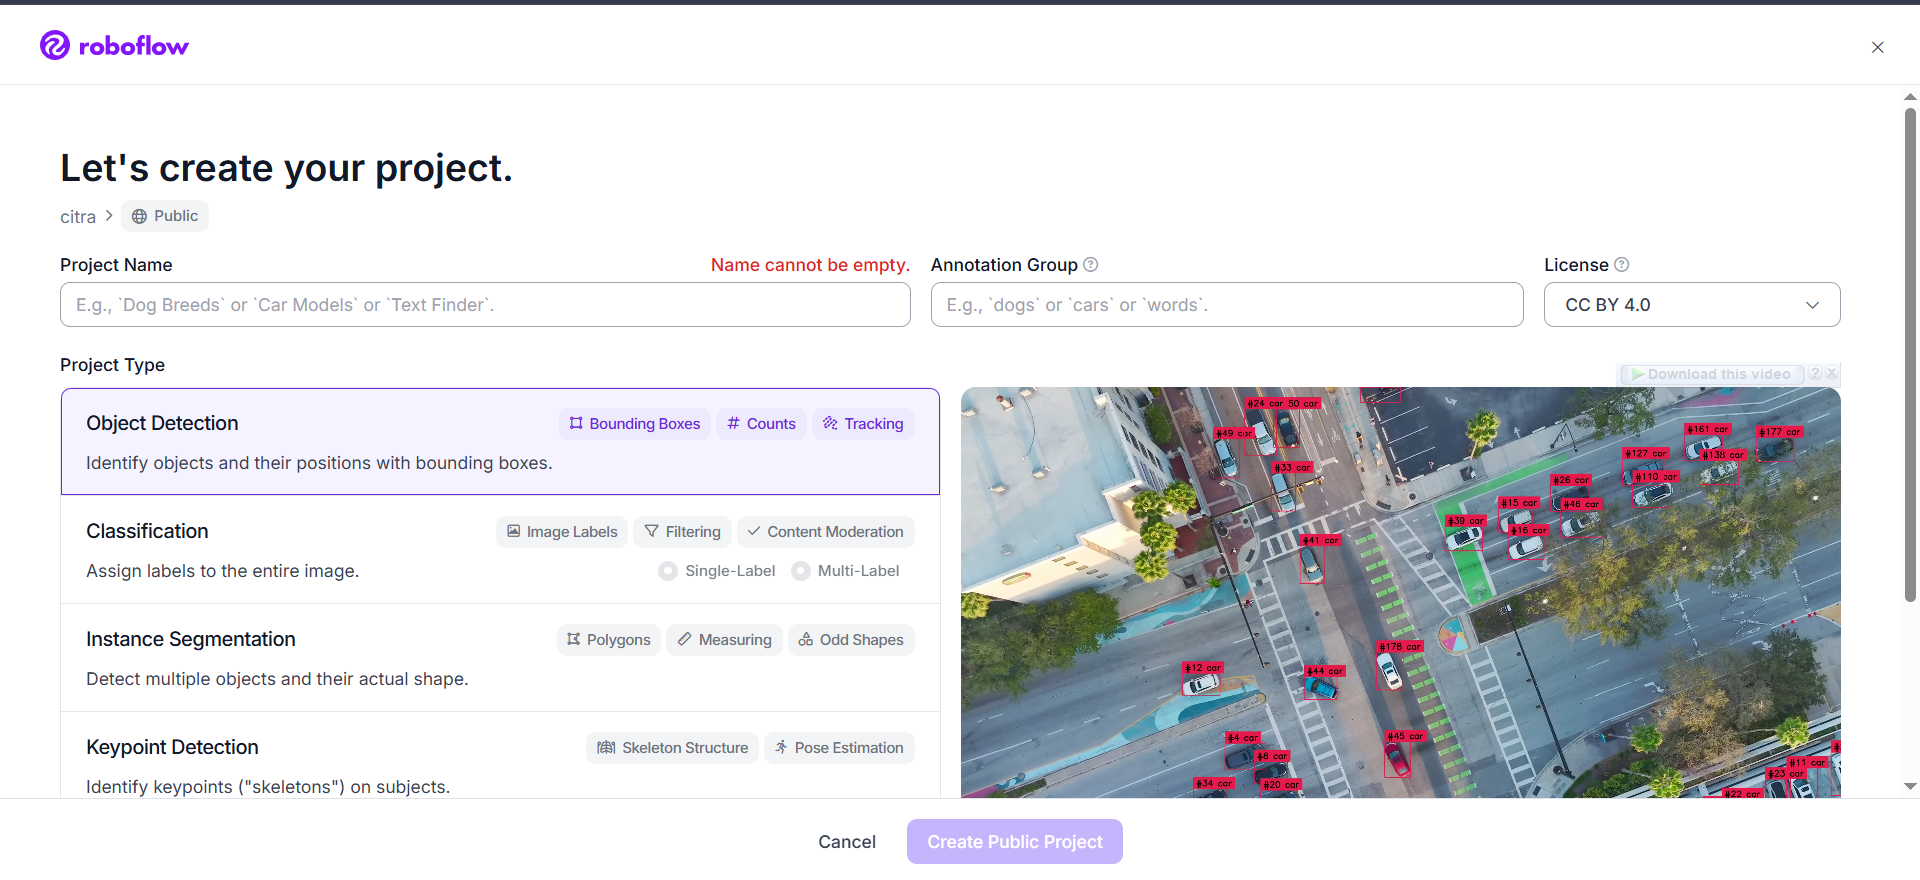 roboflow
Let's create your project.
citra > Public
Project Name
Name cannot be empty.
E.g., `Dog Breeds` or `Car Models` or `Text Finder`.
Annotation Group ?
E.g., `dogs` or `cars` or `words`.
License ?
CC BY 4.0
Project Type
Object Detection
Bounding Boxes
# Counts
Tracking
Identify objects and their positions with bounding boxes.
Classification
Image Labels
Filtering
Content Moderation
Assign labels to the entire image.
Single-Label
Multi-Label
Instance Segmentation
Polygons
Measuring
Odd Shapes
Detect multiple objects and their actual shape.
Keypoint Detection
Skeleton Structure
Pose Estimation
Identify keypoints ("skeletons") on subjects.
Download this video ? X
#24 car
50 car
#49 car
#33 car
#161 car
#177 car
#127 car
#138 car
#110 car
#26 car
#15 car
#46 car
#39 car
#16 car
#41 car
#178 car
#12 car
#44 car
#45 car
#4 car
#8 car
#34 car
#20 car
#11 car
#23 car
#22 car
Cancel
Create Public Project